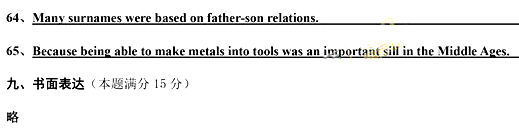 64、Many surnames were based on father-son relations.
65、Because being able to make metals into tools was an important sill in the Middle Ages.
九、书面表达（本题满分 15 分）
略